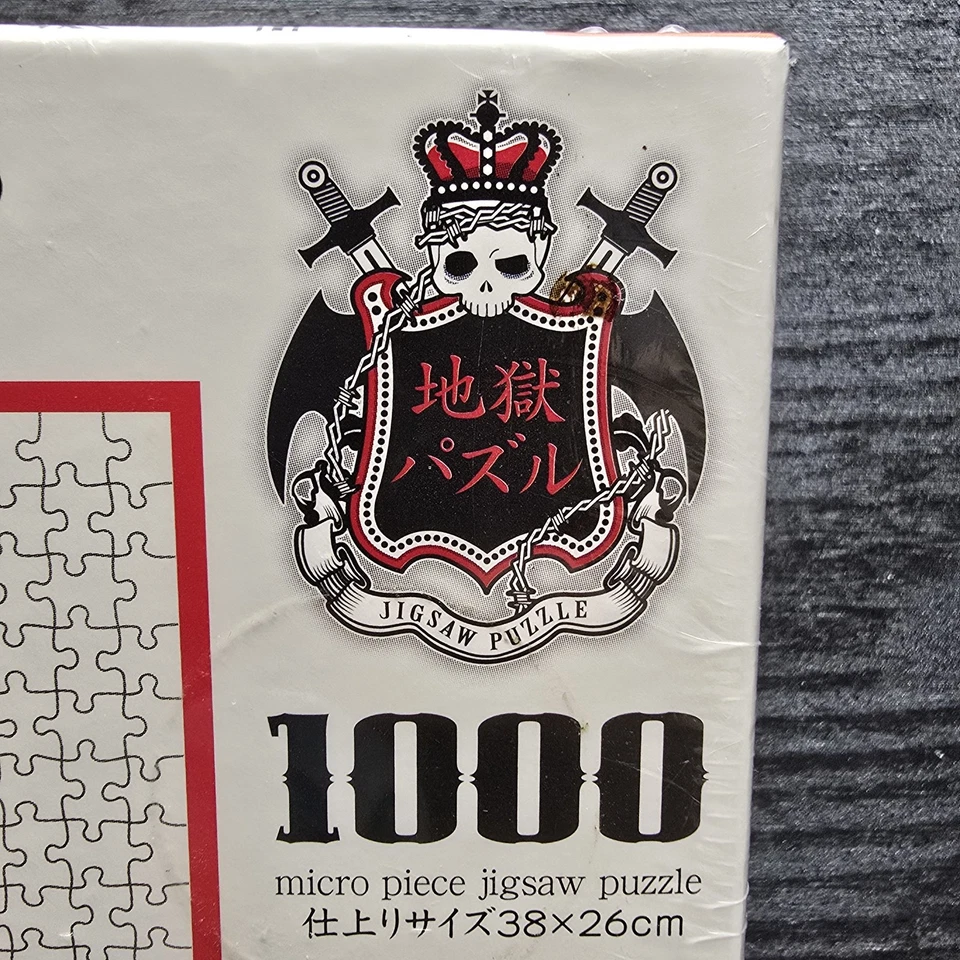 地獄
パズル
JIGSAW PUZZLE
1000
micro piece jigsaw puzzle
仕上りサイズ38×26cm